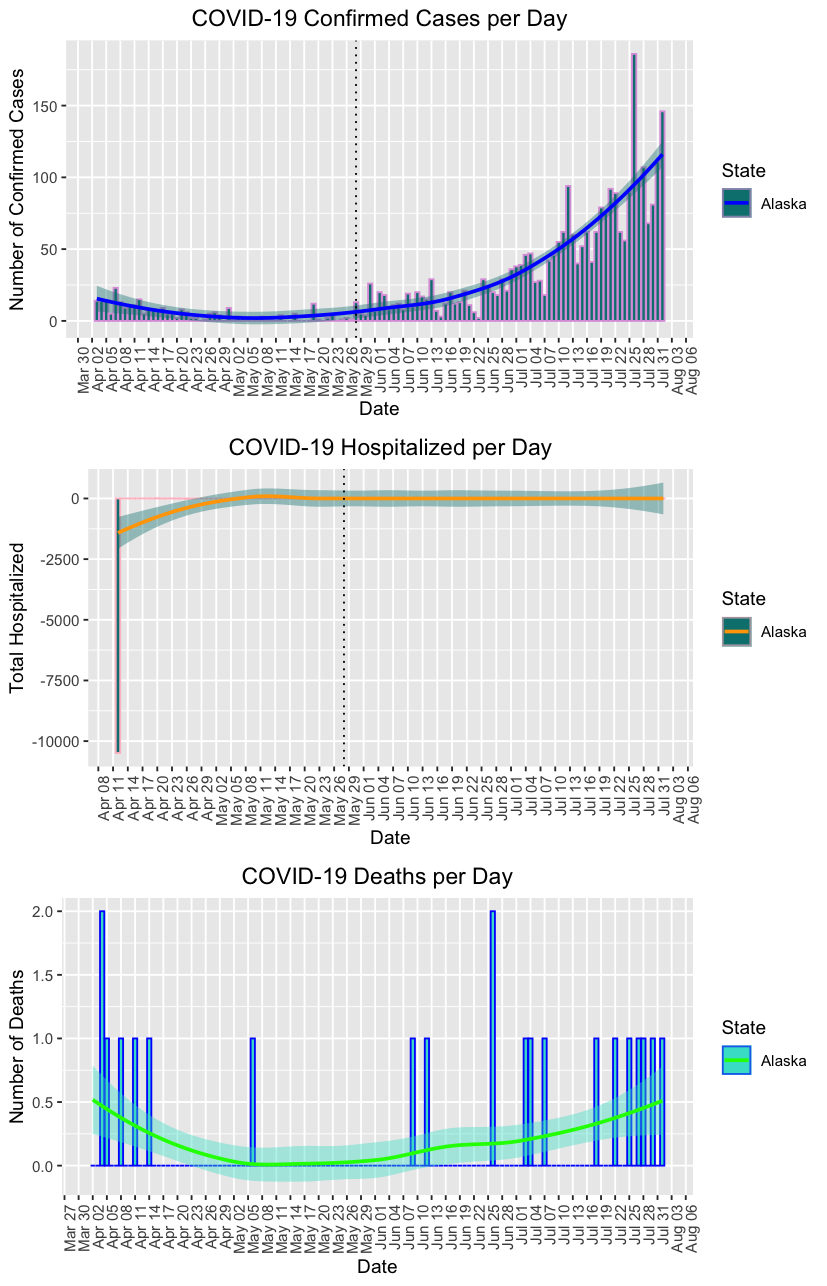 COVID-19 Confirmed Cases per Day
Number of Confirmed Cases
150
100
50
0
Mar 30
Apr 02
Apr 05
Apr 08
Apr 11
Apr 14
Apr 17
Apr 20
Apr 23
Apr 26
Apr 29
May 02
May 05
May 08
May 11
May 14
May 17
May 20
May 23
May 26
May 29
Jun 01
Jun 04
Jun 07
Jun 10
Jun 13
Jun 16
Jun 19
Jun 22
Jun 25
Jun 28
Jul 01
Jul 04
Jul 07
Jul 10
Jul 13
Jul 16
Jul 19
Jul 22
Jul 25
Jul 28
Jul 31
Aug 03
Aug 06
Date
State
Alaska
COVID-19 Hospitalized per Day
Total Hospitalized
0
-2500
-5000
-7500
-10000
Apr 08
Apr 11
Apr 14
Apr 17
Apr 20
Apr 23
Apr 26
Apr 29
May 02
May 05
May 08
May 11
May 14
May 17
May 20
May 23
May 26
May 29
Jun 01
Jun 04
Jun 07
Jun 10
Jun 13
Jun 16
Jun 19
Jun 22
Jun 25
Jun 28
Jul 01
Jul 04
Jul 07
Jul 10
Jul 13
Jul 16
Jul 19
Jul 22
Jul 25
Jul 28
Jul 31
Aug 03
Aug 06
Date
State
Alaska
COVID-19 Deaths per Day
Number of Deaths
2.0
1.5
1.0
0.5
0.0
Mar 27
Mar 30
Apr 02
Apr 05
Apr 08
Apr 11
Apr 14
Apr 17
Apr 20
Apr 23
Apr 26
Apr 29
May 02
May 05
May 08
May 11
May 14
May 17
May 20
May 23
May 26
May 29
Jun 01
Jun 04
Jun 07
Jun 10
Jun 13
Jun 16
Jun 19
Jun 22
Jun 25
Jun 28
Jul 01
Jul 04
Jul 07
Jul 10
Jul 13
Jul 16
Jul 19
Jul 22
Jul 25
Jul 28
Jul 31
Aug 03
Aug 06
Date
State
Alaska